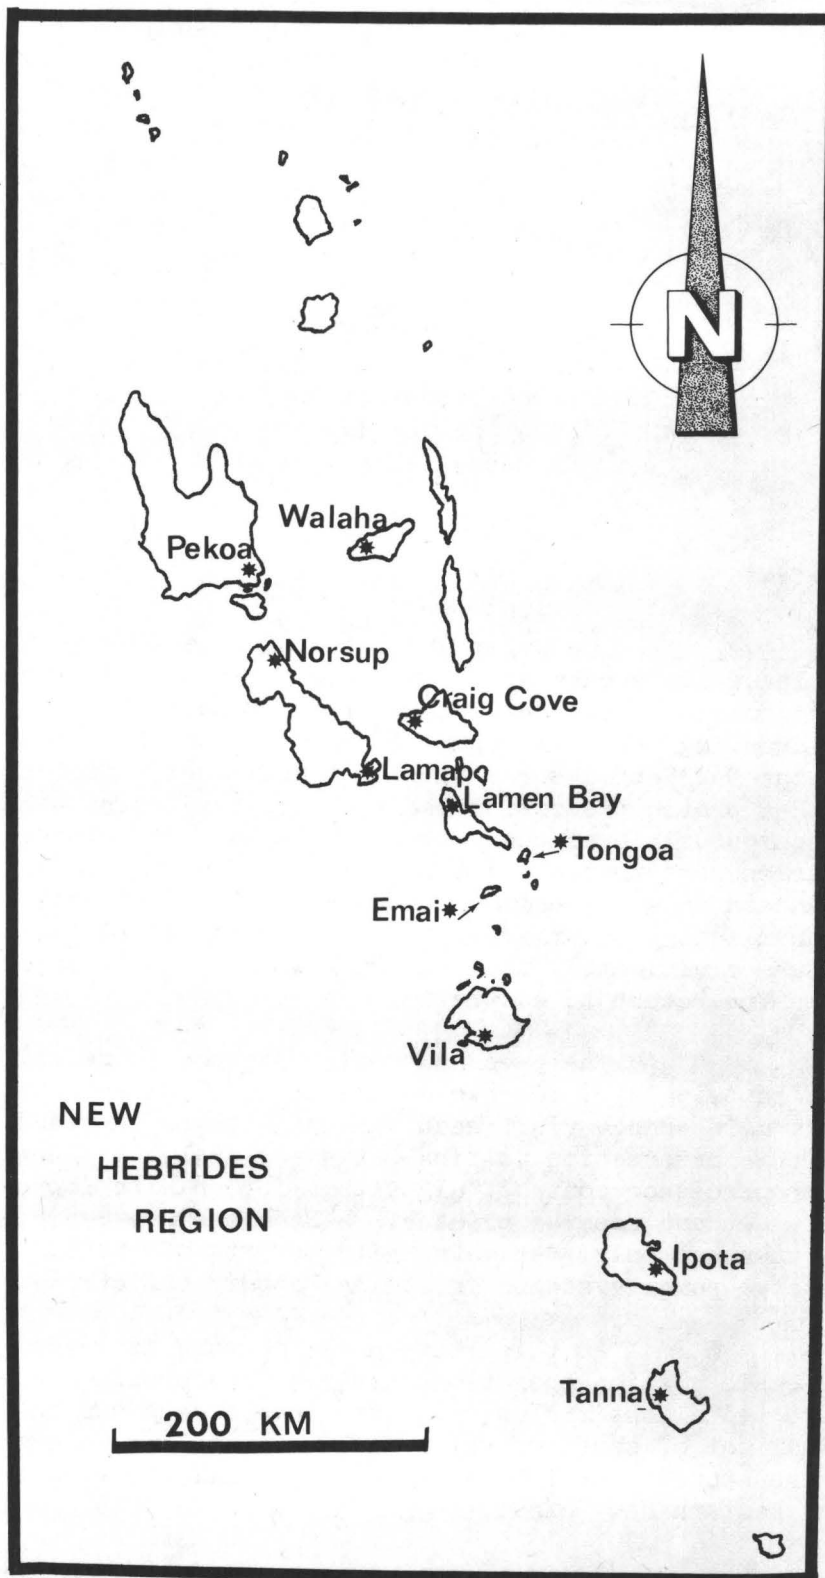 N
Walaha
Pekoa
Norsup
Craig Cove
Lamap
Lamen Bay
Tongoa
Emai
Vila
NEW
HEBRIDES
REGION
Ipota
Tanna
200 KM